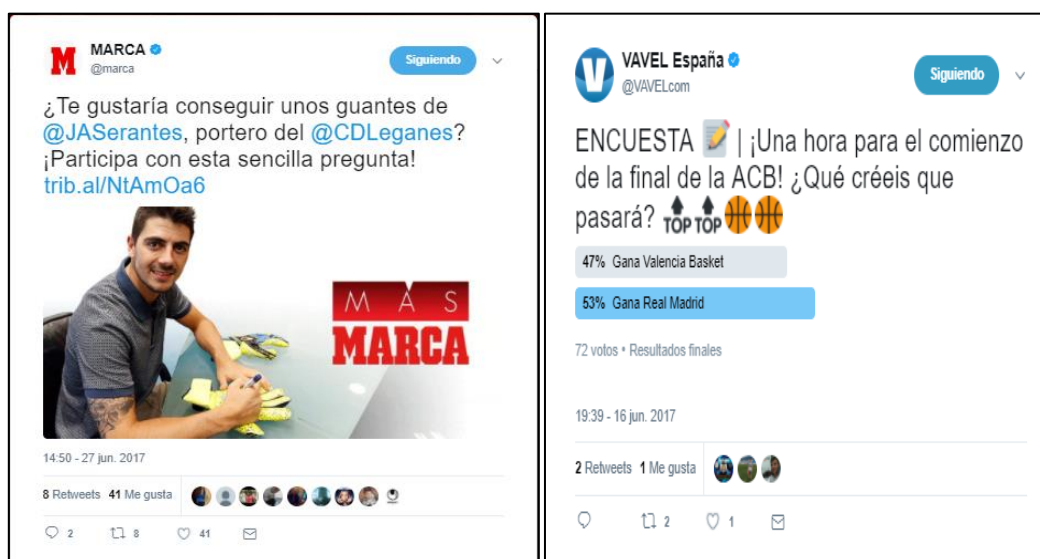 MARCA
@marca
Siguiendo
¿Te gustaría conseguir unos guantes de
@JASerantes, portero del @CDLeganes?
¡Participa con esta sencilla pregunta!
trib.al/NtAmOa6
MÁS
MARCA
14:50 - 27 jun. 2017
8 Retweets 41 Me gusta
2 8 41
VAVEL España
@VAVELcom
Siguiendo
ENCUESTA | ¡Una hora para el comienzo
de la final de la ACB! ¿Qué créeis que
pasará? TOP TOP
47% Gana Valencia Basket
53% Gana Real Madrid
72 votos • Resultados finales
19:39 - 16 jun. 2017
2 Retweets 1 Me gusta
2 1